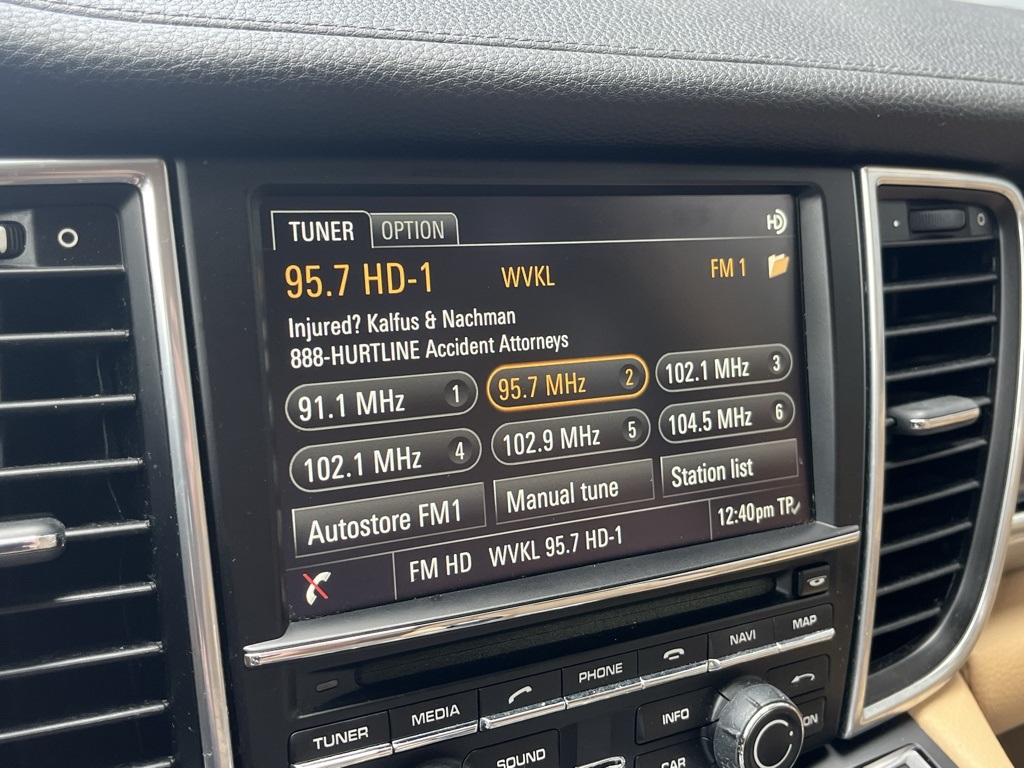 TUNER OPTION HD
95.7 HD-1 WVKL FM 1
Injured? Kalfus & Nachman
888-HURTLINE Accident Attorneys
91.1 MHz 1 95.7 MHz 2 102.1 MHz 3
102.1 MHz 4 102.9 MHz 5 104.5 MHz 6
Autostore FM1 Manual tune Station list
FM HD WVKL 95.7 HD-1 12:40pm TP
TUNER MEDIA PHONE NAVI MAP
SOUND INFO
CAR